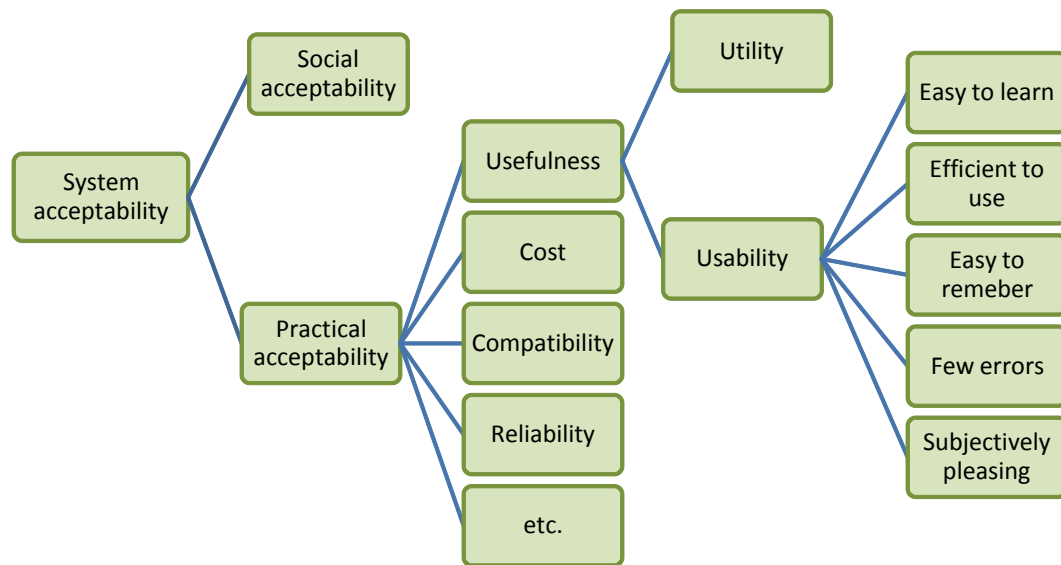 System
acceptability
Social
acceptability
Practical
acceptability
Usefulness
Cost
Compatibility
Reliability
etc.
Utility
Usability
Easy to learn
Efficient to
use
Easy to
remeber
Few errors
Subjectively
pleasing